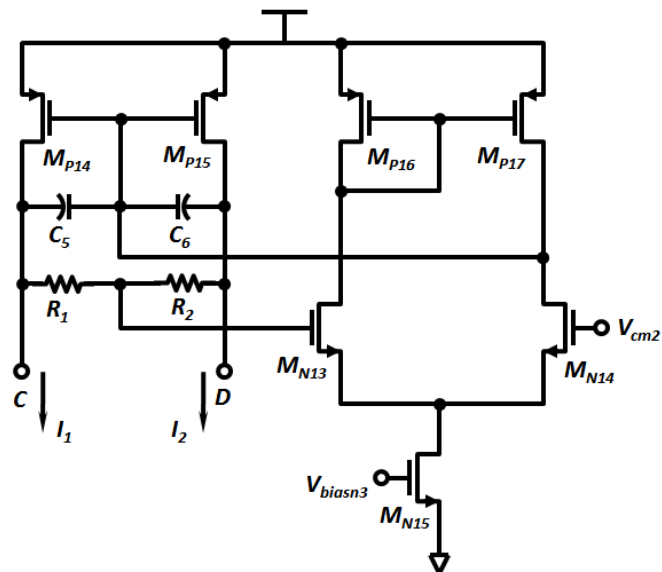 M_P14
M_P15
M_P16
M_P17
C_5
C_6
R_1
R_2
M_N13
V_cm2
M_N14
C
D
I_1
I_2
V_biasn3
M_N15